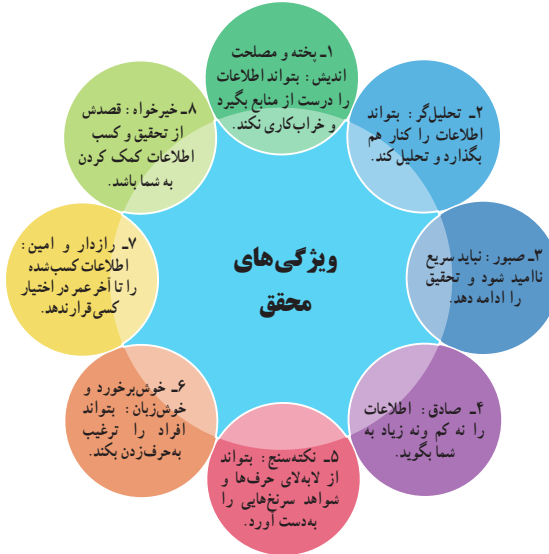 ویژگی‌های
محقق
۱ـ پخته و مصلحت
اندیش : بتواند اطلاعات
را درست از منابع بگیرد
و خراب‌کاری نکند.
۲ـ تحلیل‌گر : بتواند
اطلاعات را کنار هم
بگذارد و تحلیل کند.
۳ـ صبور : نباید سریع
ناامید شود و تحقیق
را ادامه دهد.
۴ـ صادق : اطلاعات
را نه کم ونه زیاد به
شما بگوید.
۵ـ نکته‌سنج : بتواند
از لابه‌لای حرف‌ها و
شواهد سرنخ‌هایی را
به‌دست آورد.
۶ـ خوش‌برخورد و
خوش‌زبان : بتواند
افراد را ترغیب
به‌حرف‌زدن بکند.
۷ـ رازدار و امین :
اطلاعات کسب‌شده
را تا آخر عمر در اختیار
کسی قرار ندهد.
۸ـ خیرخواه : قصدش
از تحقیق و کسب
اطلاعات کمک کردن
به شما باشد.